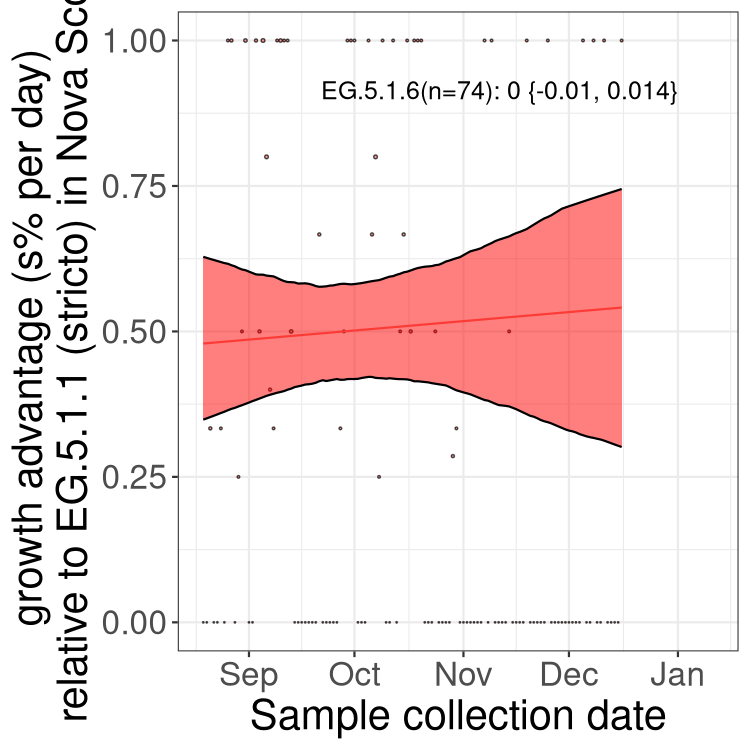 growth advantage (s% per day)
relative to EG.5.1.1 (stricto) in Nova
1.00
0.75
0.50
0.25
0.00
EG.5.1.6(n=74): 0 {-0.01, 0.014}
Sep Oct Nov Dec Jan
Sample collection date